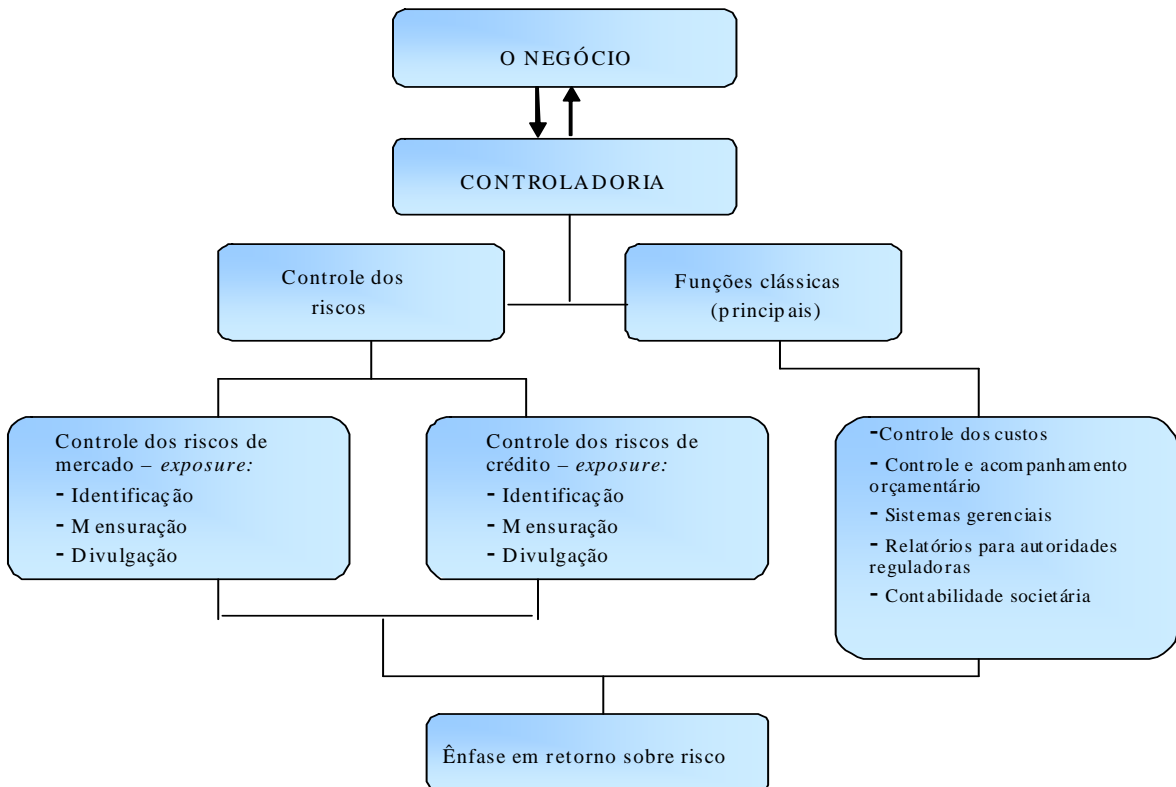 O NEGÓCIO
CONTROLADORIA
Controle dos
riscos
Funções clássicas
(principais)
Controle dos riscos de
mercado – exposure:
- Identificação
- Mensuração
- Divulgação
Controle dos riscos de
crédito – exposure:
- Identificação
- Mensuração
- Divulgação
-Controle dos custos
- Controle e acompanhamento
orçamentário
- Sistemas gerenciais
- Relatórios para autoridades
reguladoras
- Contabilidade societária
Ênfase em retorno sobre risco